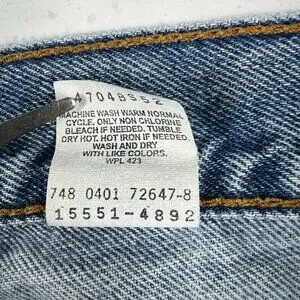 4704BS52
MACHINE WASH WARM NORMAL
CYCLE. ONLY NON CHLORINE
BLEACH IF NEEDED. TUMBLE
DRY HOT. HOT IRON IF NEEDED
WASH AND DRY
WITH LIKE COLORS.
WPL 423
748 0401 72647-8
15551-4892